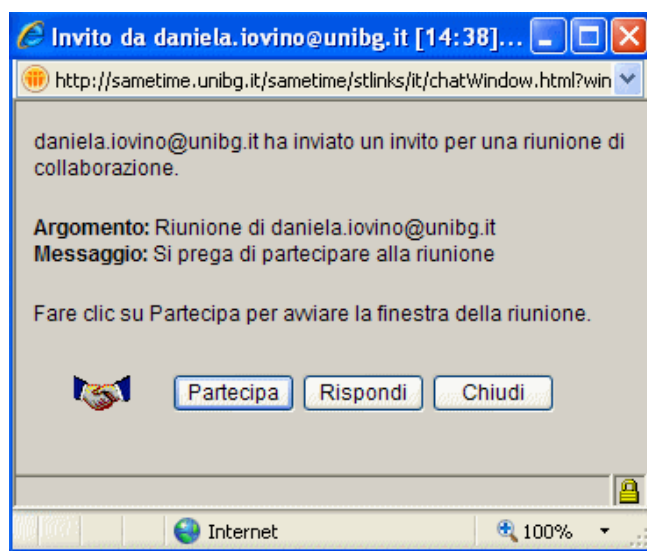 Invito da daniela.iovino@unibg.it [14:38]...
http://sametime.unibg.it/sametime/stlinks/it/chatWindow.html?win
daniela.iovino@unibg.it ha inviato un invito per una riunione di
collaborazione.
Argomento: Riunione di daniela.iovino@unibg.it
Messaggio: Si prega di partecipare alla riunione
Fare clic su Partecipa per avviare la finestra della riunione.
Partecipa Rispondi Chiudi
Internet 100%